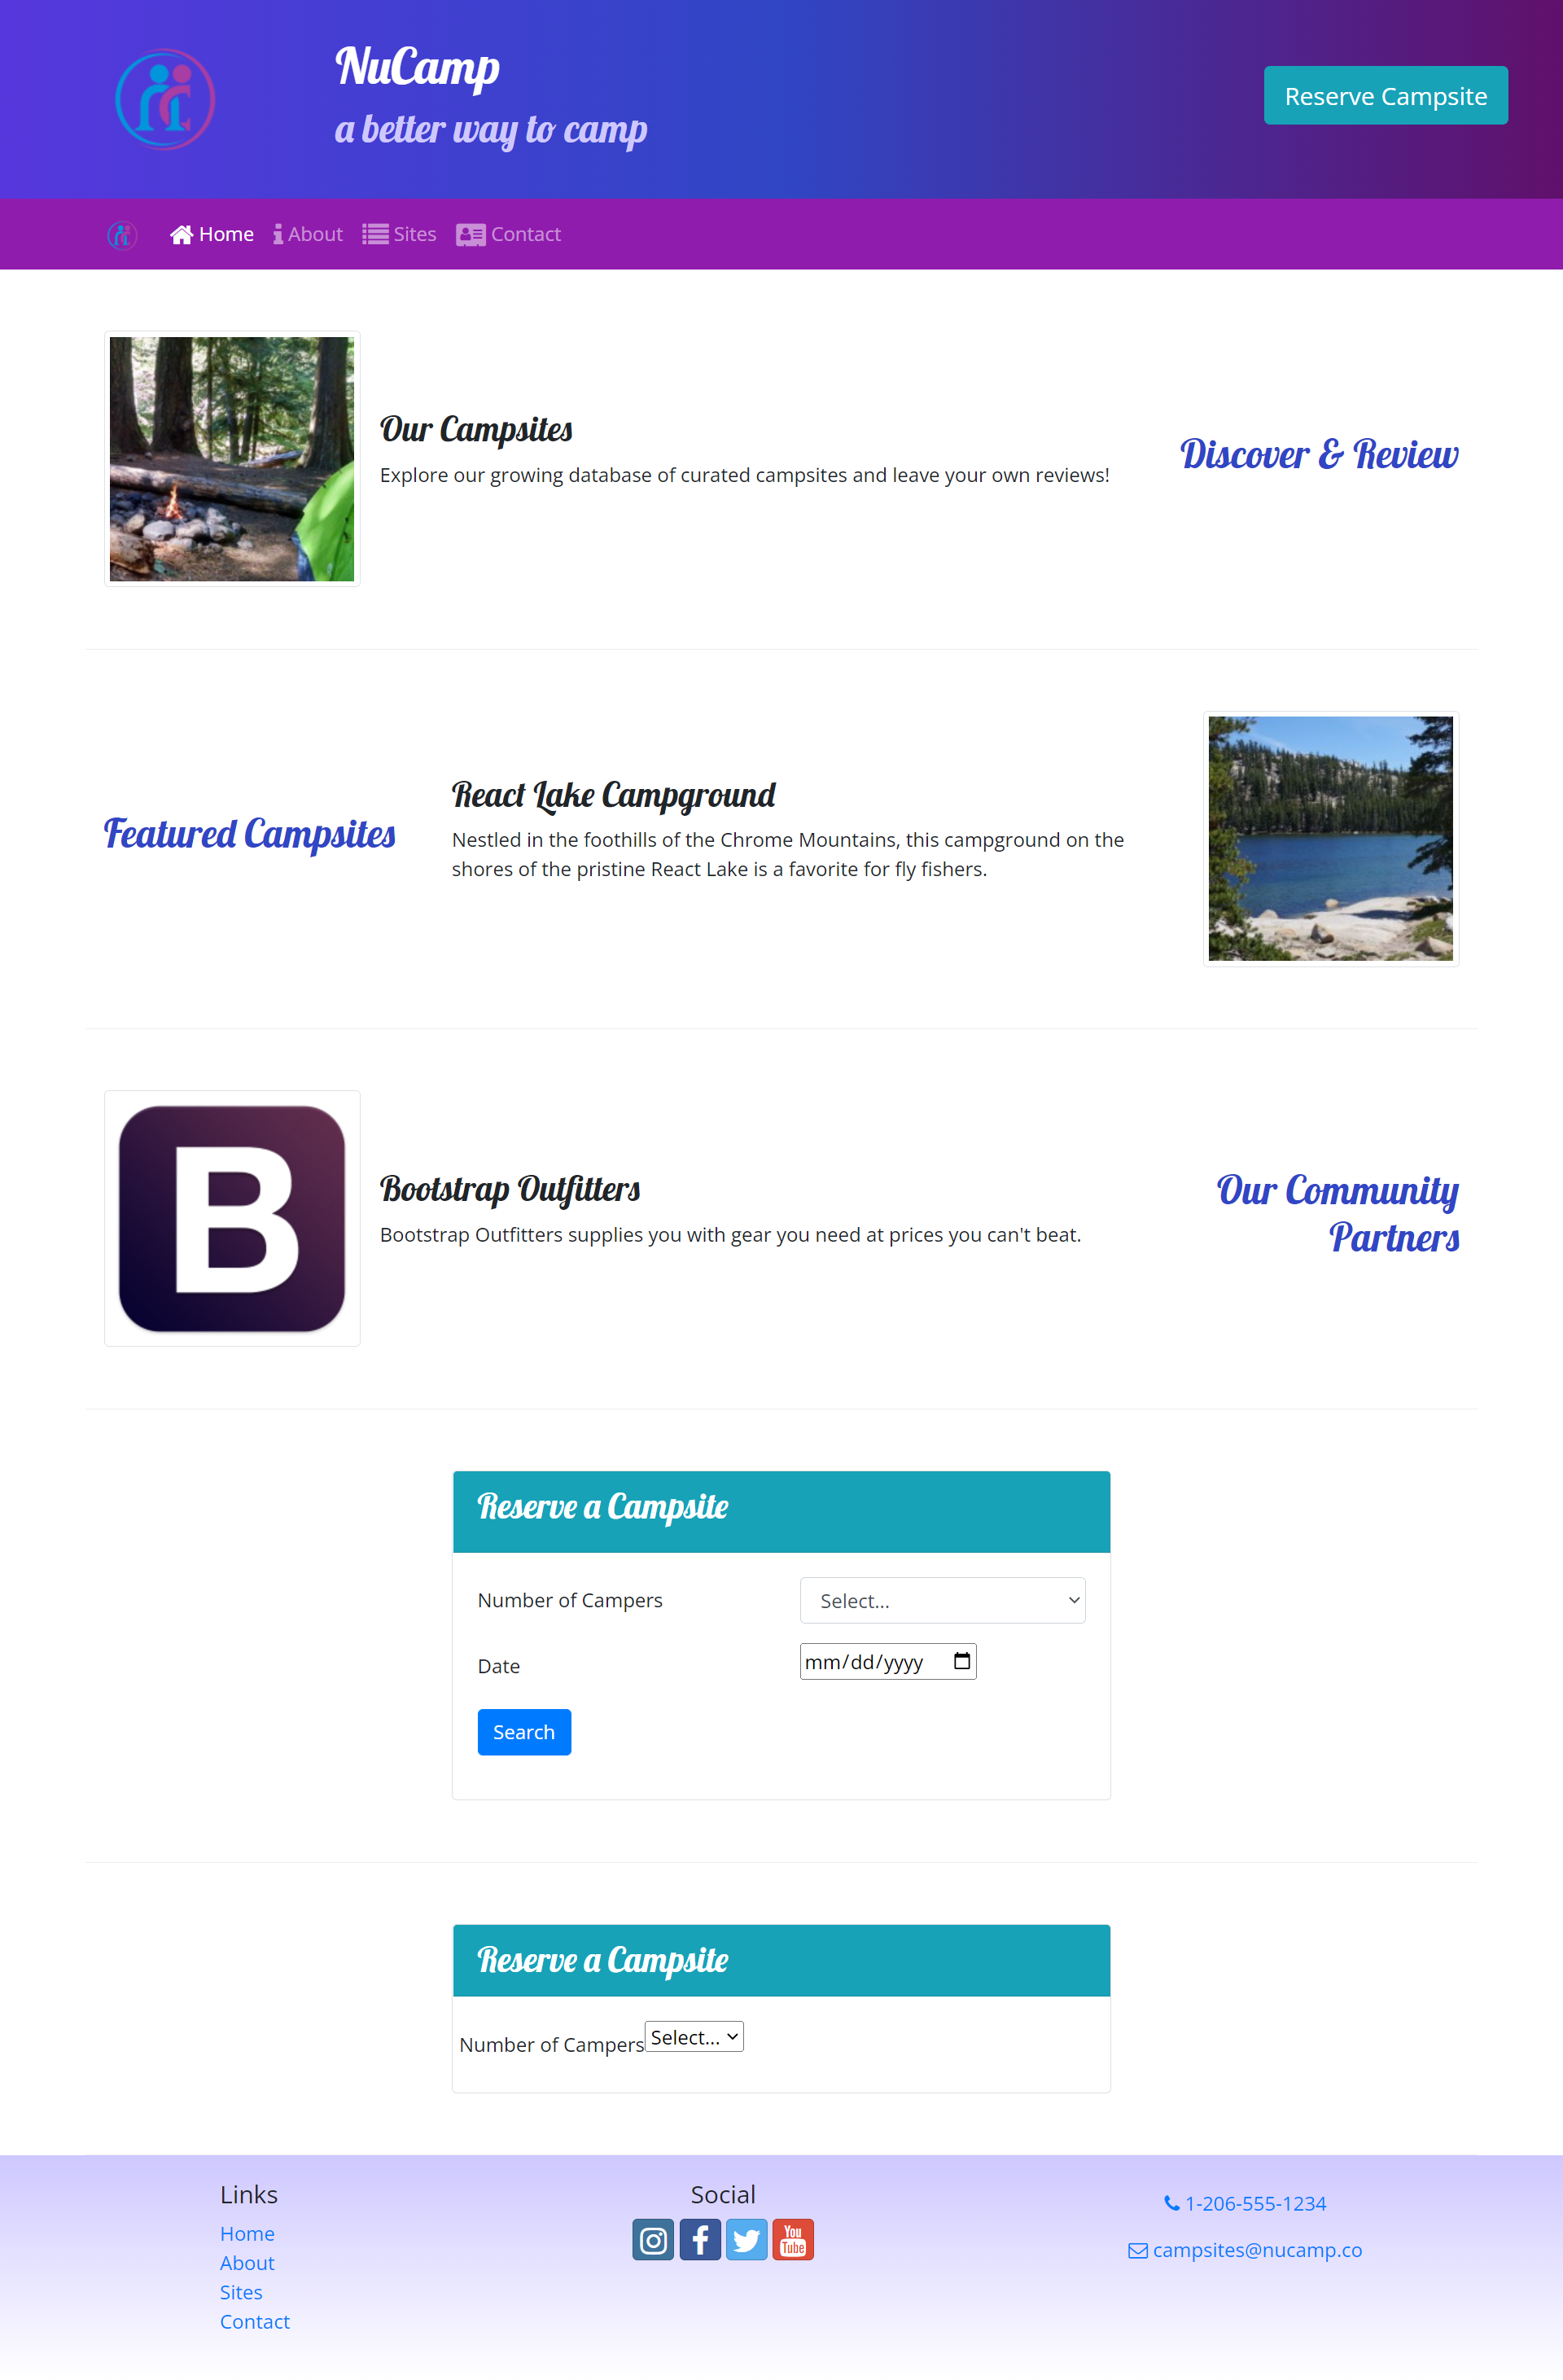 NuCamp
a better way to camp
Reserve Campsite
Home
About
Sites
Contact
Our Campsites
Explore our growing database of curated campsites and leave your own reviews!
Discover & Review
Featured Campsites
React Lake Campground
Nestled in the foothills of the Chrome Mountains, this campground on the
shores of the pristine React Lake is a favorite for fly fishers.
B
Bootstrap Outfitters
Bootstrap Outfitters supplies you with gear you need at prices you can't beat.
Our Community
Partners
Reserve a Campsite
Number of Campers
Select...
Date
mm/dd/yyyy
Search
Reserve a Campsite
Number of Campers
Select...
Links
Home
About
Sites
Contact
Social
You
Tube
1-206-555-1234
campsites@nucamp.co